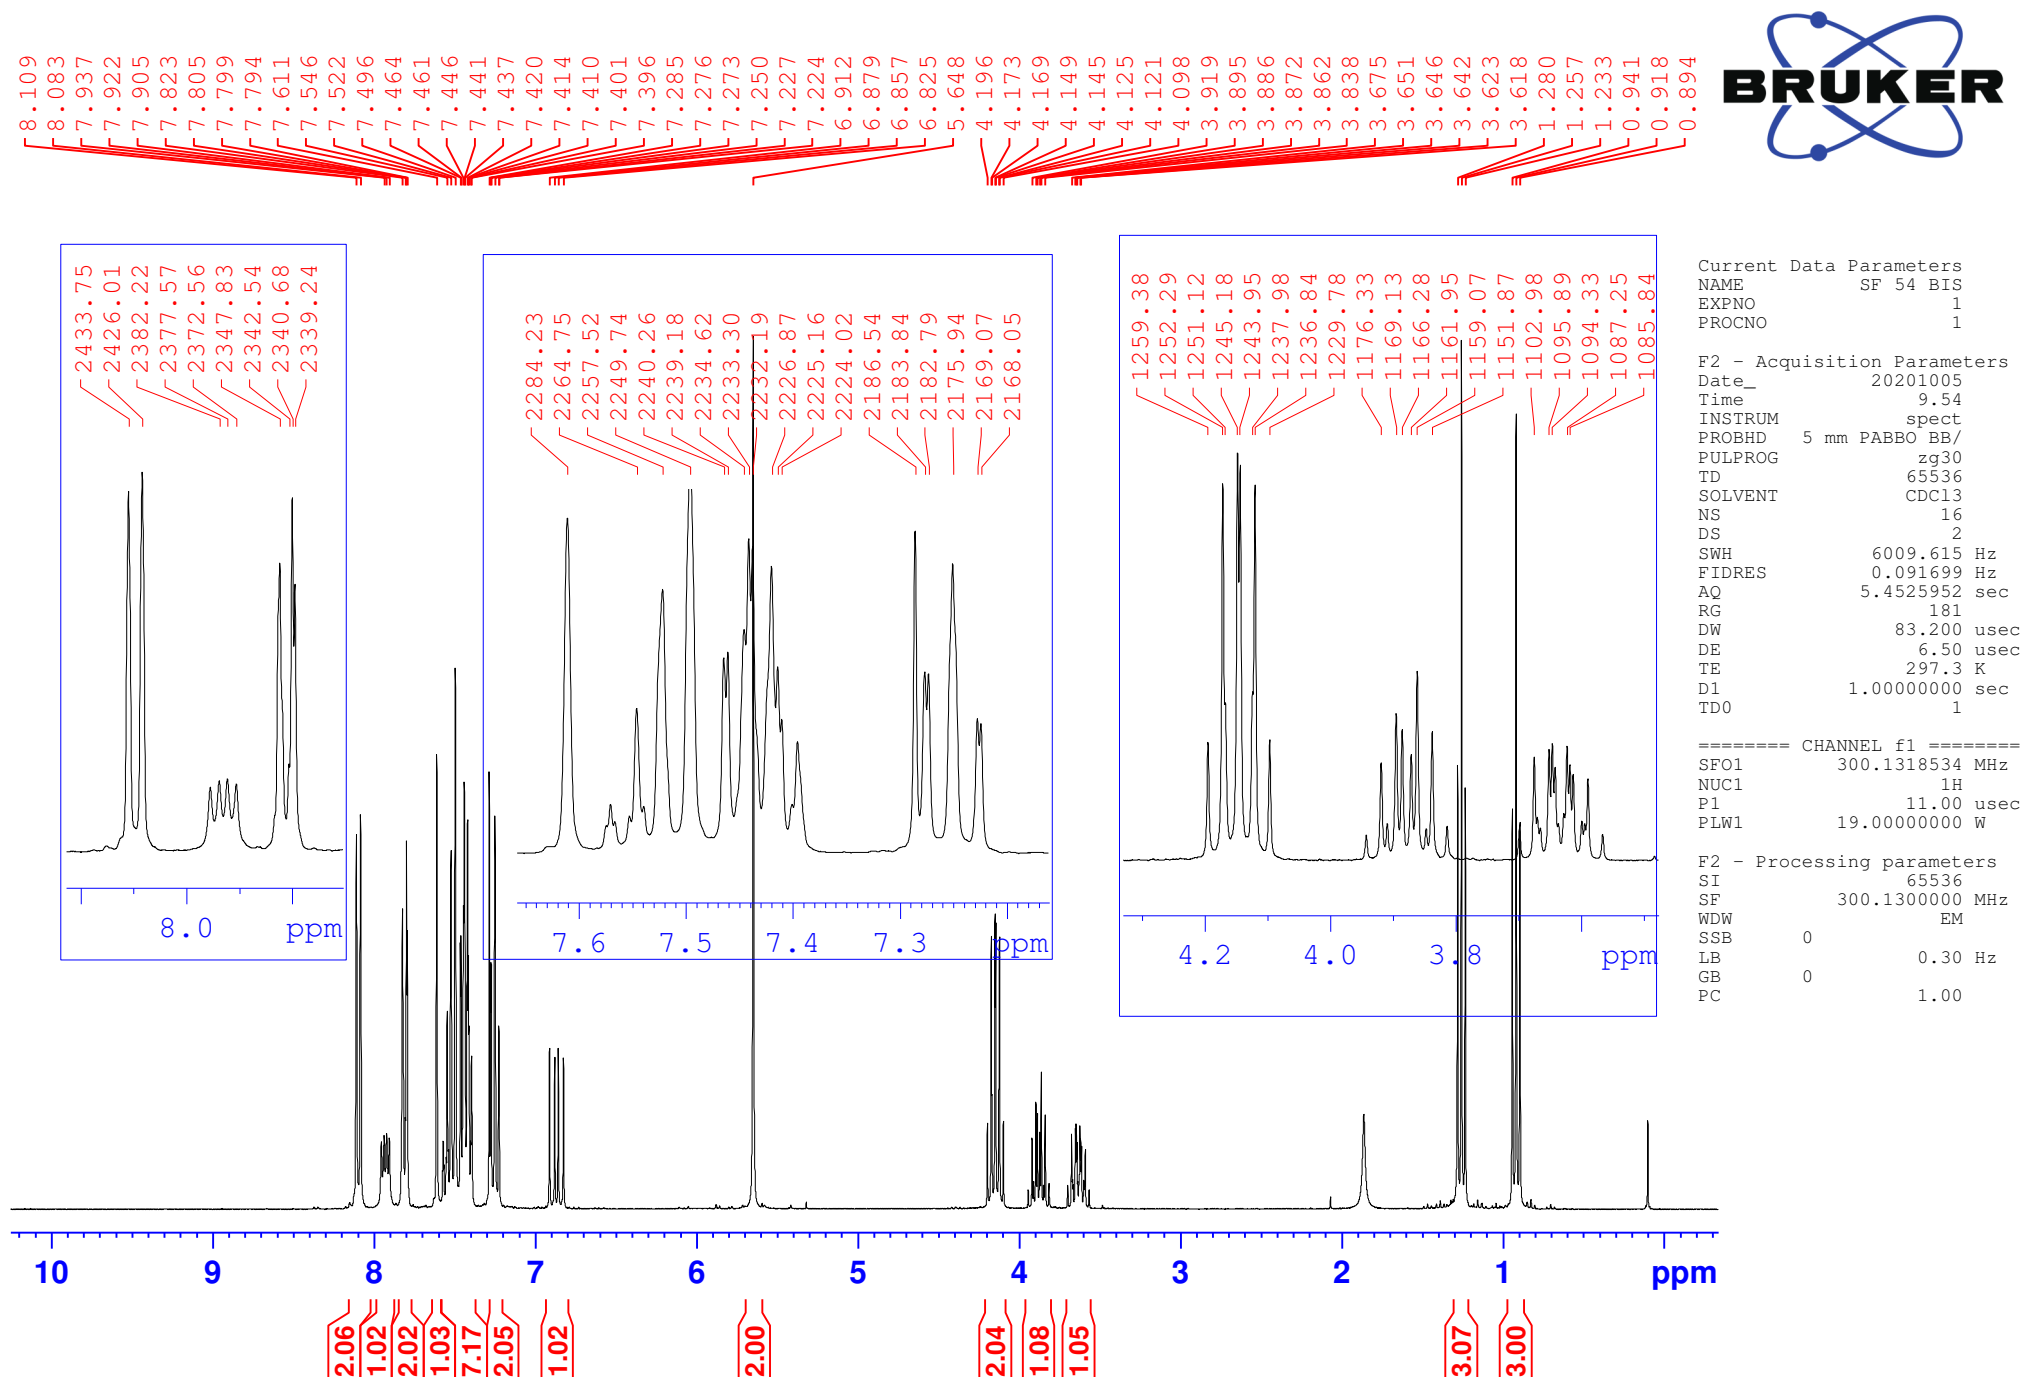 8.109 8.083 7.937 7.922 7.905 7.823 7.805 7.799 7.794 7.611 7.546 7.522 7.496 7.464 7.461 7.446 7.441 7.437 7.420 7.414 7.410 7.401 7.396 7.285 7.276 7.273 7.250 7.227 7.224 6.912 6.879 6.857 6.825 5.648 4.196 4.173 4.169 4.149 4.145 4.125 4.121 4.098 3.919 3.895 3.886 3.872 3.862 3.838 3.675 3.651 3.646 3.642 3.623 3.618 1.280 1.257 1.233 0.941 0.918 0.894
BRUKER
2433.75 2426.01 2382.22 2377.57 2372.56 2347.83 2342.54 2340.68 2339.24
8.0 ppm
2284.23 2264.75 2257.52 2249.74 2240.26 2239.18 2234.62 2233.30 2232.19 2226.87 2225.16 2224.02 2186.54 2183.84 2182.79 2175.94 2169.07 2168.05
7.6 7.5 7.4 7.3 ppm
1259.38 1252.29 1251.12 1245.18 1243.95 1237.98 1236.84 1229.78 1176.33 1169.13 1166.28 1161.95 1159.07 1151.87 1102.98 1095.89 1094.33 1087.25 1085.84
4.2 4.0 3.8 ppm
Current Data Parameters
NAME SF 54 BIS
EXPNO 1
PROCNO 1
F2 - Acquisition Parameters
Date_ 20201005
Time 9.54
INSTRUM spect
PROBHD 5 mm PABBO BB/
PULPROG zg30
TD 65536
SOLVENT CDCl3
NS 16
DS 2
SWH 6009.615 Hz
FIDRES 0.091699 Hz
AQ 5.4525952 sec
RG 181
DW 83.200 usec
DE 6.50 usec
TE 297.3 K
D1 1.00000000 sec
TD0 1
======== CHANNEL f1 ========
SFO1 300.1318534 MHz
NUC1 1H
P1 11.00 usec
PLW1 19.00000000 W
F2 - Processing parameters
SI 65536
SF 300.1300000 MHz
WDW EM
SSB 0
LB 0.30 Hz
GB 0
PC 1.00
10 9 8 7 6 5 4 3 2 1 ppm
2.06 1.02 2.02 1.03 7.17 2.05 1.02 2.00 2.04 1.08 1.05 3.07 3.00